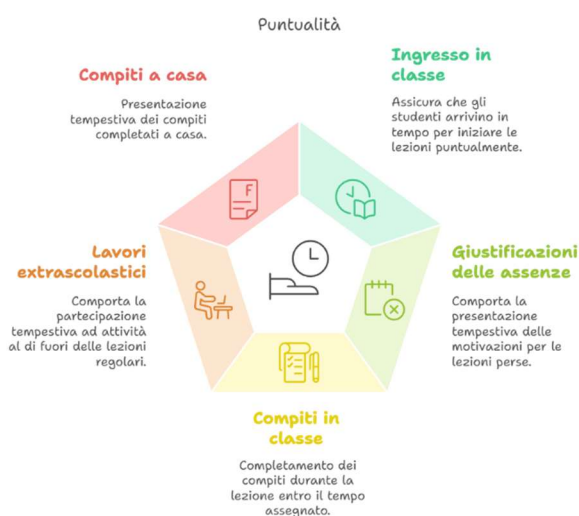 Puntualità
Compiti a casa
Presentazione
tempestiva dei compiti
completati a casa.
Ingresso in
classe
Assicura che gli
studenti arrivino in
tempo per iniziare le
lezioni puntualmente.
F
Lavori
extrascolastici
Comporta la
partecipazione
tempestiva ad attività
al di fuori delle lezioni
regolari.
Giustificazioni
delle assenze
Comporta la
presentazione
tempestiva delle
motivazioni per le
lezioni perse.
Compiti in
classe
Completamento dei
compiti durante la
lezione entro il tempo
assegnato.